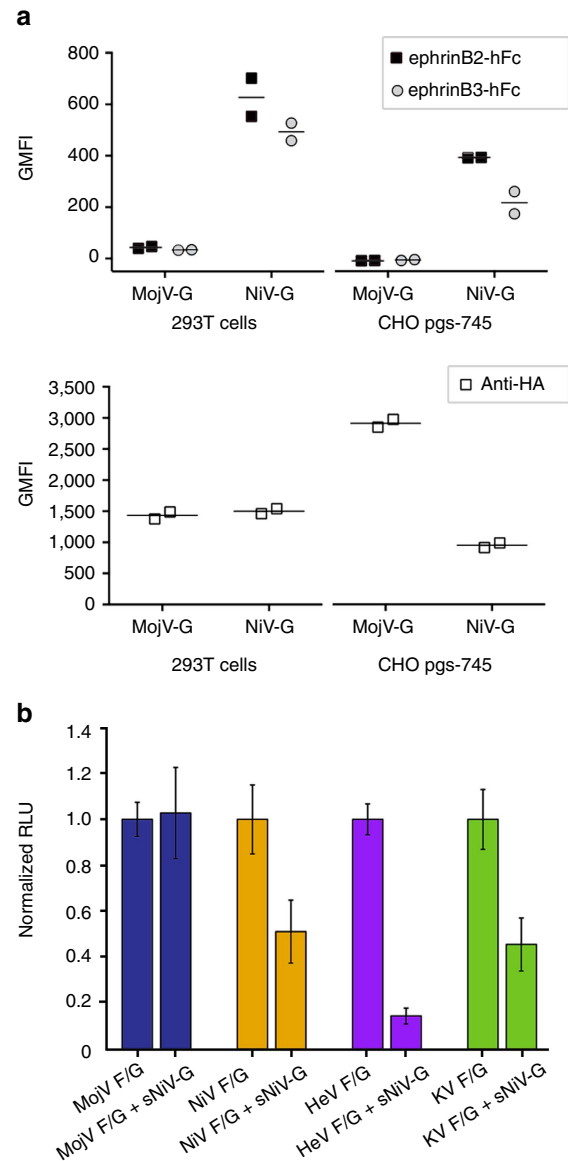 a
800
600
400
200
0
GMFI
ephrinB2-hFc
ephrinB3-hFc
MojV-G
NiV-G
MojV-G
NiV-G
293T cells
CHO pgs-745
3,500
3,000
2,500
2,000
1,500
1,000
500
0
GMFI
Anti-HA
MojV-G
NiV-G
MojV-G
NiV-G
293T cells
CHO pgs-745
b
1.4
1.2
1.0
0.8
0.6
0.4
0.2
0
Normalized RLU
MojV F/G
MojV F/G + sNiV-G
NiV F/G
NiV F/G + sNiV-G
HeV F/G
HeV F/G + sNiV-G
KV F/G
KV F/G + sNiV-G